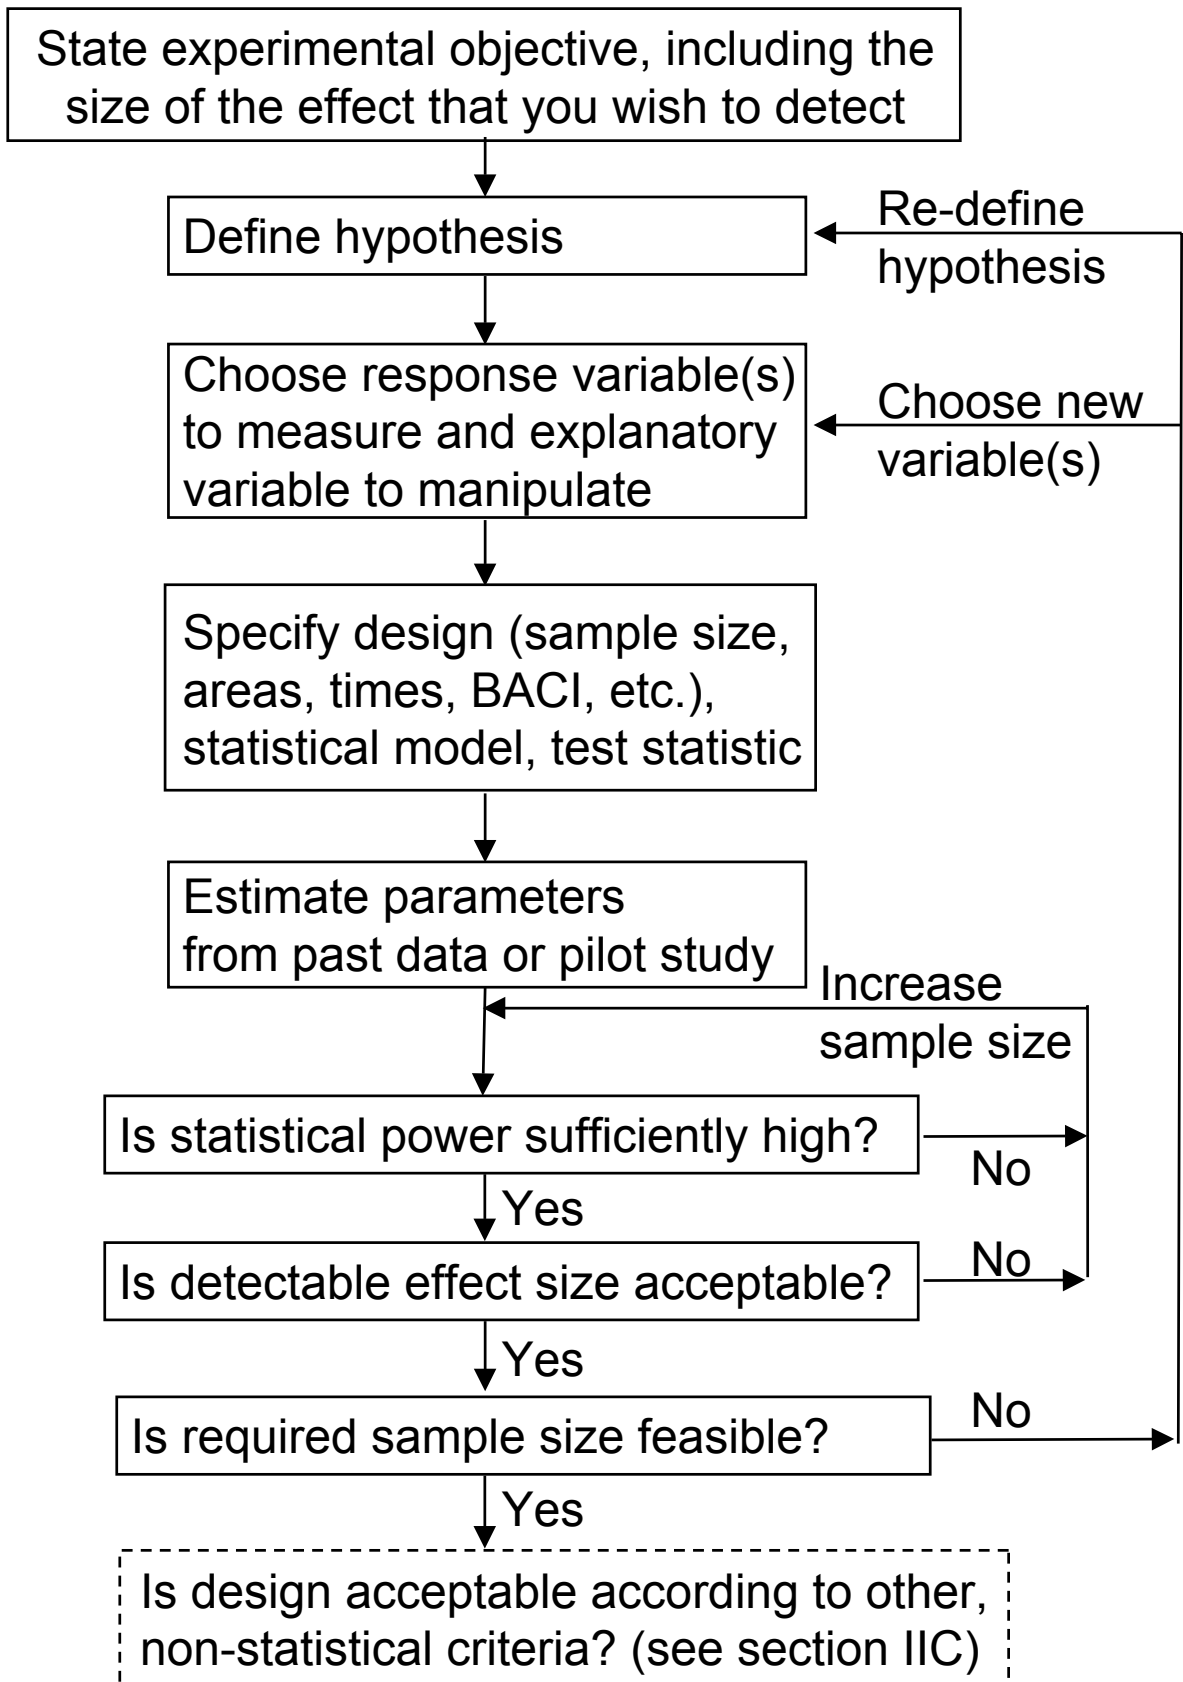 State experimental objective, including the
size of the effect that you wish to detect
Define hypothesis
Re-define
hypothesis
Choose response variable(s)
to measure and explanatory
variable to manipulate
Choose new
variable(s)
Specify design (sample size,
areas, times, BACI, etc.),
statistical model, test statistic
Estimate parameters
from past data or pilot study
Increase
sample size
Is statistical power sufficiently high?
No
Yes
Is detectable effect size acceptable?
No
Yes
Is required sample size feasible?
No
Yes
Is design acceptable according to other,
non-statistical criteria? (see section IIC)